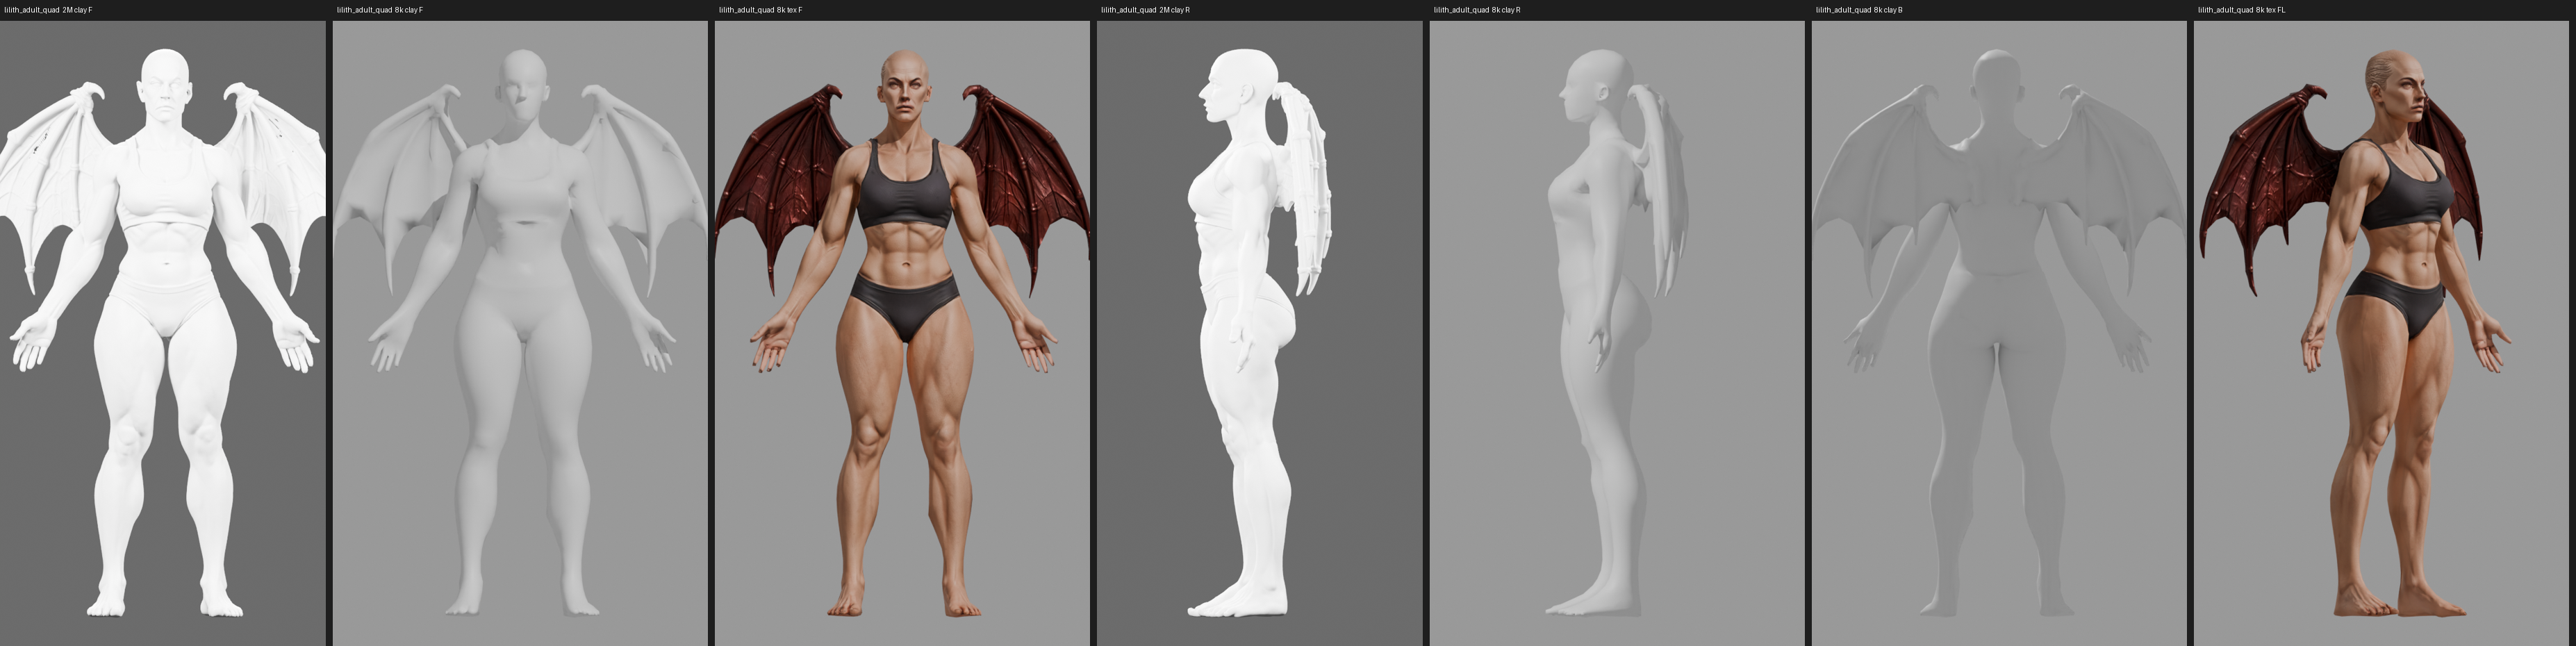 lilith_adult_quad 2M clay F
lilith_adult_quad 8k clay F
lilith_adult_quad 8k tex F
lilith_adult_quad 2M clay R
lilith_adult_quad 8k clay R
lilith_adult_quad 8k clay B
lilith_adult_quad 8k tex FL